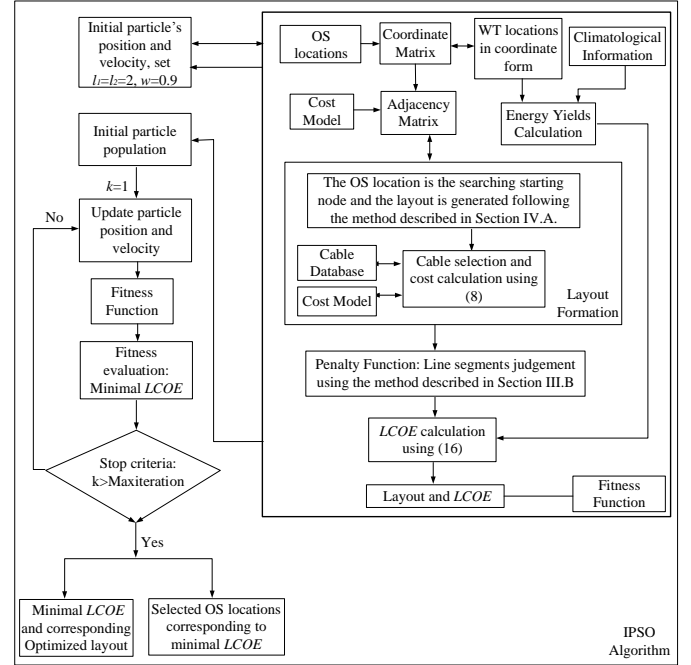 Initial particle's
position and
velocity, set
l₁=l₂=2, w=0.9
Initial particle
population
k=1
No
Update particle
position and
velocity
Fitness
Function
Fitness
evaluation:
Minimal LCOE
Stop criteria:
k>Maxiteration
Yes
Minimal LCOE
and corresponding
Optimized layout
Selected OS locations
corresponding to
minimal LCOE
OS
locations
Coordinate
Matrix
WT locations
in coordinate
form
Climatological
Information
Cost
Model
Adjacency
Matrix
Energy Yields
Calculation
The OS location is the searching starting
node and the layout is generated following
the method described in Section IV.A.
Cable
Database
Cable selection and
cost calculation using
(8)
Cost Model
Layout
Formation
Penalty Function: Line segments judgement
using the method described in Section III.B
LCOE calculation
using (16)
Layout and LCOE
Fitness
Function
IPSO
Algorithm